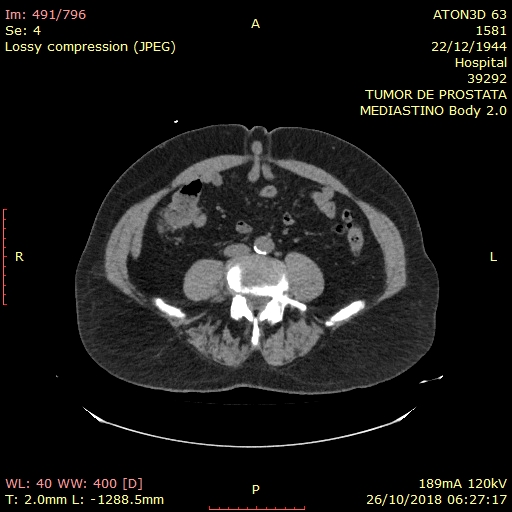 Im: 491/796
Se: 4
Lossy compression (JPEG)
A
ATON3D 63
1581
22/12/1944
Hospital
39292
TUMOR DE PROSTATA
MEDIASTINO Body 2.0
R
L
WL: 40 WW: 400 [D]
T: 2.0mm L: -1288.5mm
P
189mA 120kV
26/10/2018 06:27:17